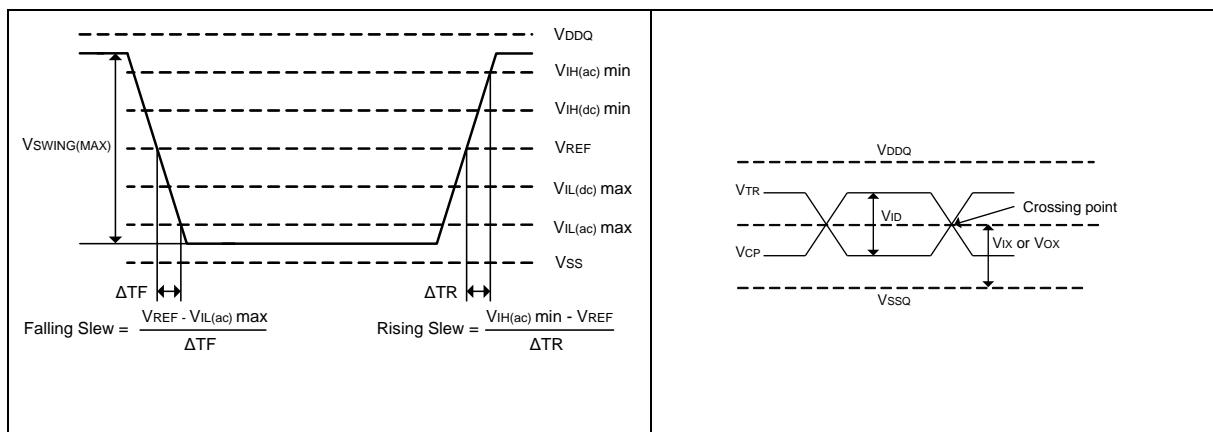 VDDQ
VIH(ac) min
VIH(dc) min
VSWING(MAX)
VREF
VIL(dc) max
VIL(ac) max
VSS
ΔTF
ΔTR
Falling Slew = VREF - VIL(ac) max
ΔTF
Rising Slew = VIH(ac) min - VREF
ΔTR
VDDQ
VTR
VID
Crossing point
VCP
VIX or VOX
VSSQ